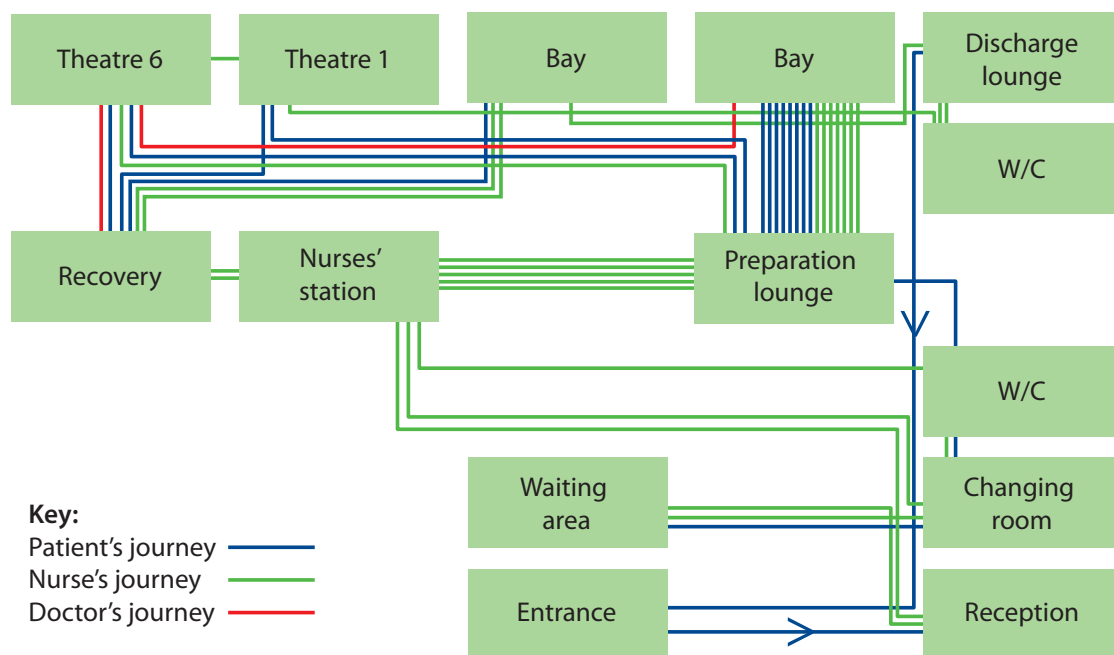 Theatre 6
Theatre 1
Bay
Bay
Discharge
lounge
W/C
Recovery
Nurses’
station
Preparation
lounge
W/C
Waiting
area
Changing
room
Entrance
Reception
Key:
Patient’s journey
Nurse’s journey
Doctor’s journey